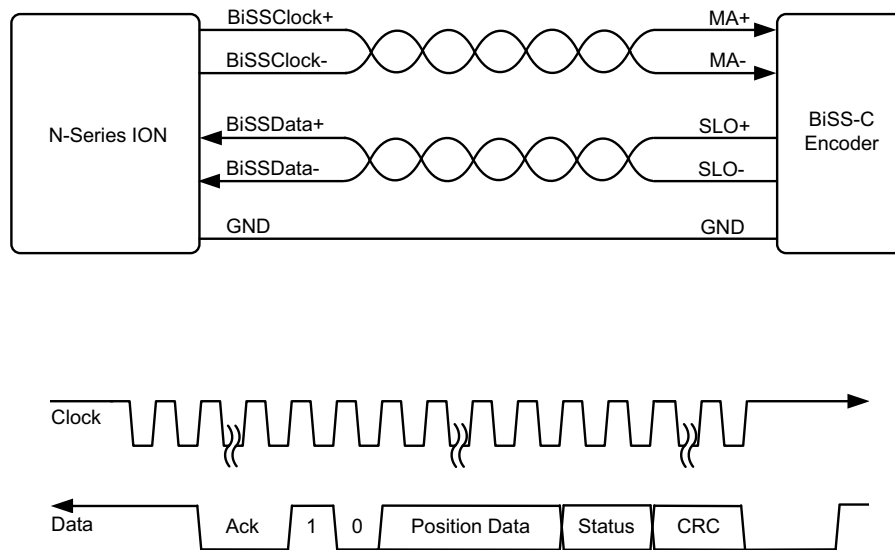 BiSSClock+ MA+
BiSSClock- MA-
N-Series ION
BiSSData+ SLO+
BiSS-C
Encoder
BiSSData- SLO-
GND GND
Clock
Data Ack 1 0 Position Data Status CRC